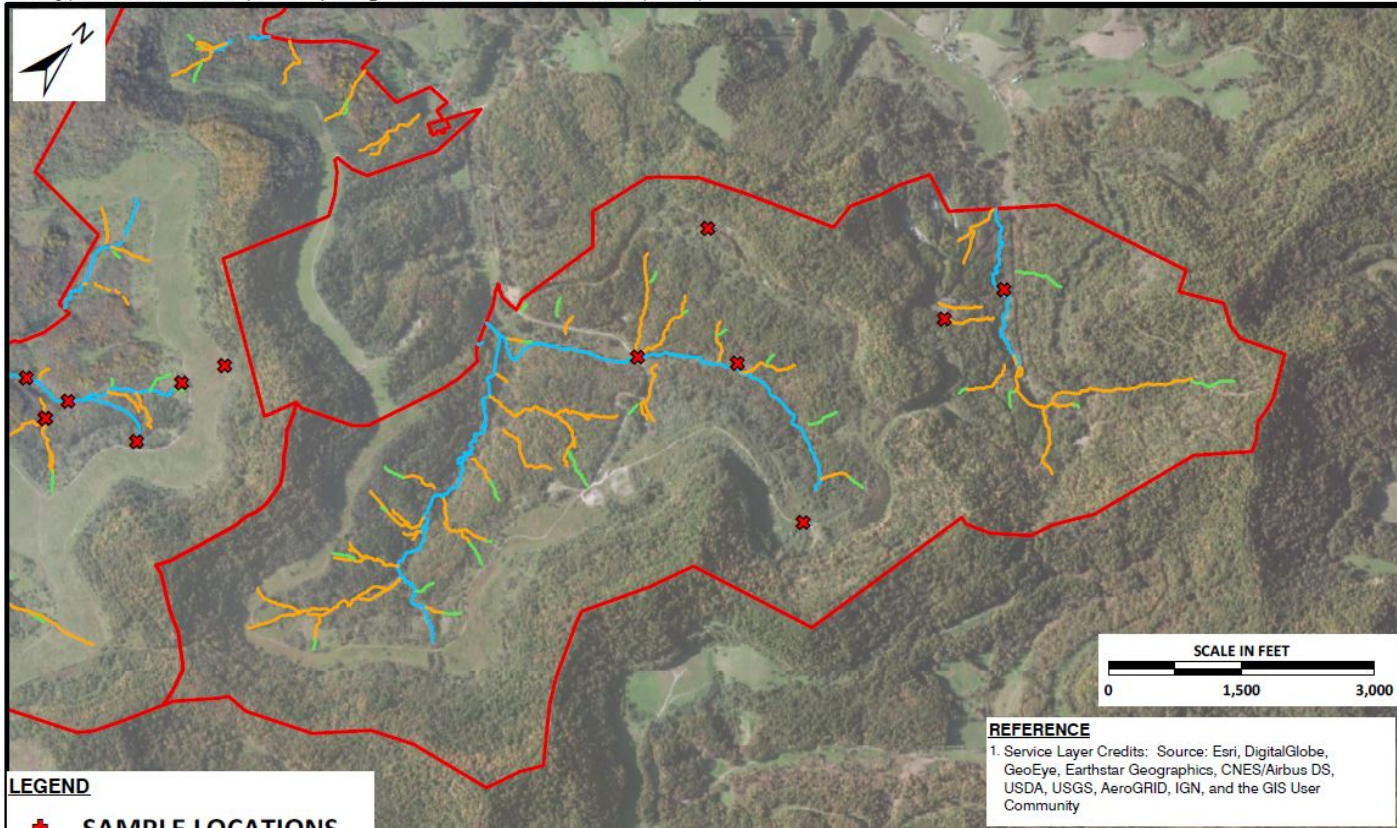 N
SCALE IN FEET
0 1,500 3,000
REFERENCE
1. Service Layer Credits: Source: Esri, DigitalGlobe,
GeoEye, Earthstar Geographics, CNES/Airbus DS,
USDA, USGS, AeroGRID, IGN, and the GIS User
Community
LEGEND
SAMPLE LOCATIONS